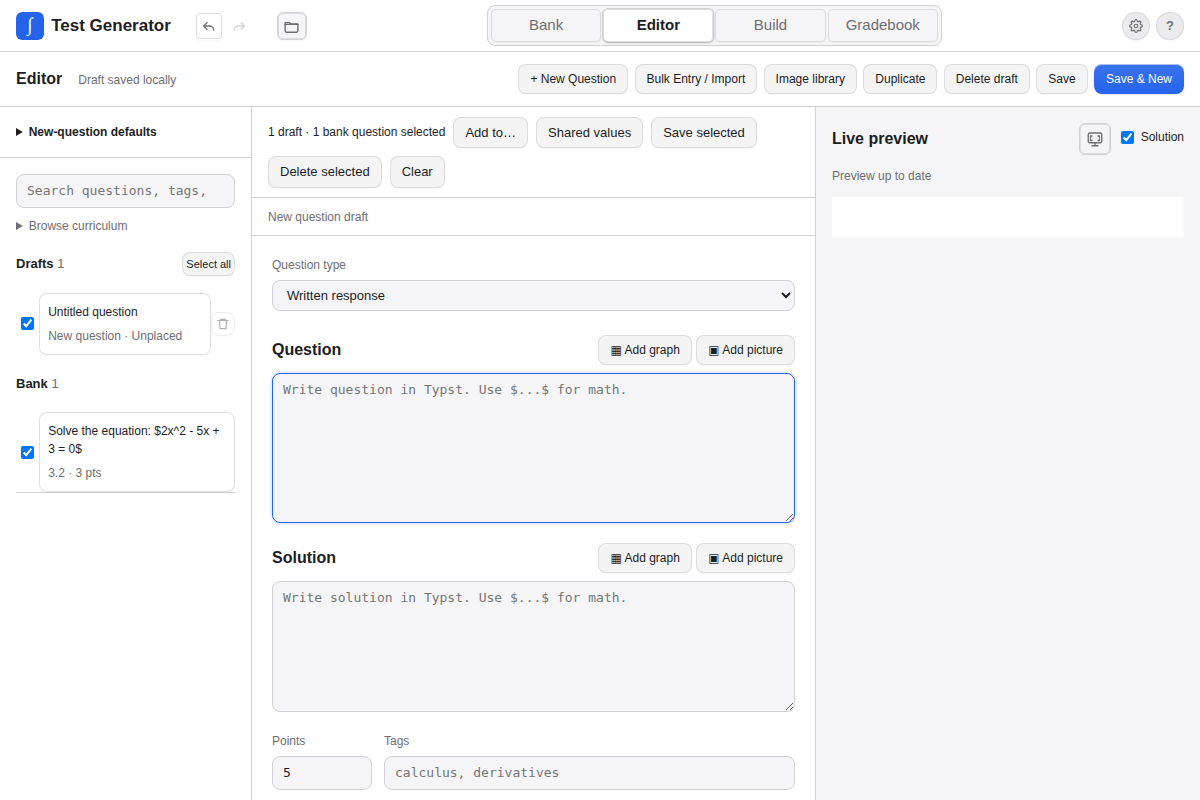 ∫ Test Generator
Bank Editor Build Gradebook
?
Editor Draft saved locally
+ New Question Bulk Entry / Import Image library Duplicate Delete draft Save Save & New
New-question defaults
Search questions, tags,
Browse curriculum
Drafts 1 Select all
Untitled question
New question · Unplaced
Bank 1
Solve the equation: $2x^2 - 5x +
3 = 0$
3.2 · 3 pts
1 draft · 1 bank question selected Add to… Shared values Save selected
Delete selected Clear
New question draft
Question type
Written response
Question Add graph Add picture
Write question in Typst. Use $...$ for math.
Solution Add graph Add picture
Write solution in Typst. Use $...$ for math.
Points Tags
5 calculus, derivatives
Live preview Solution
Preview up to date